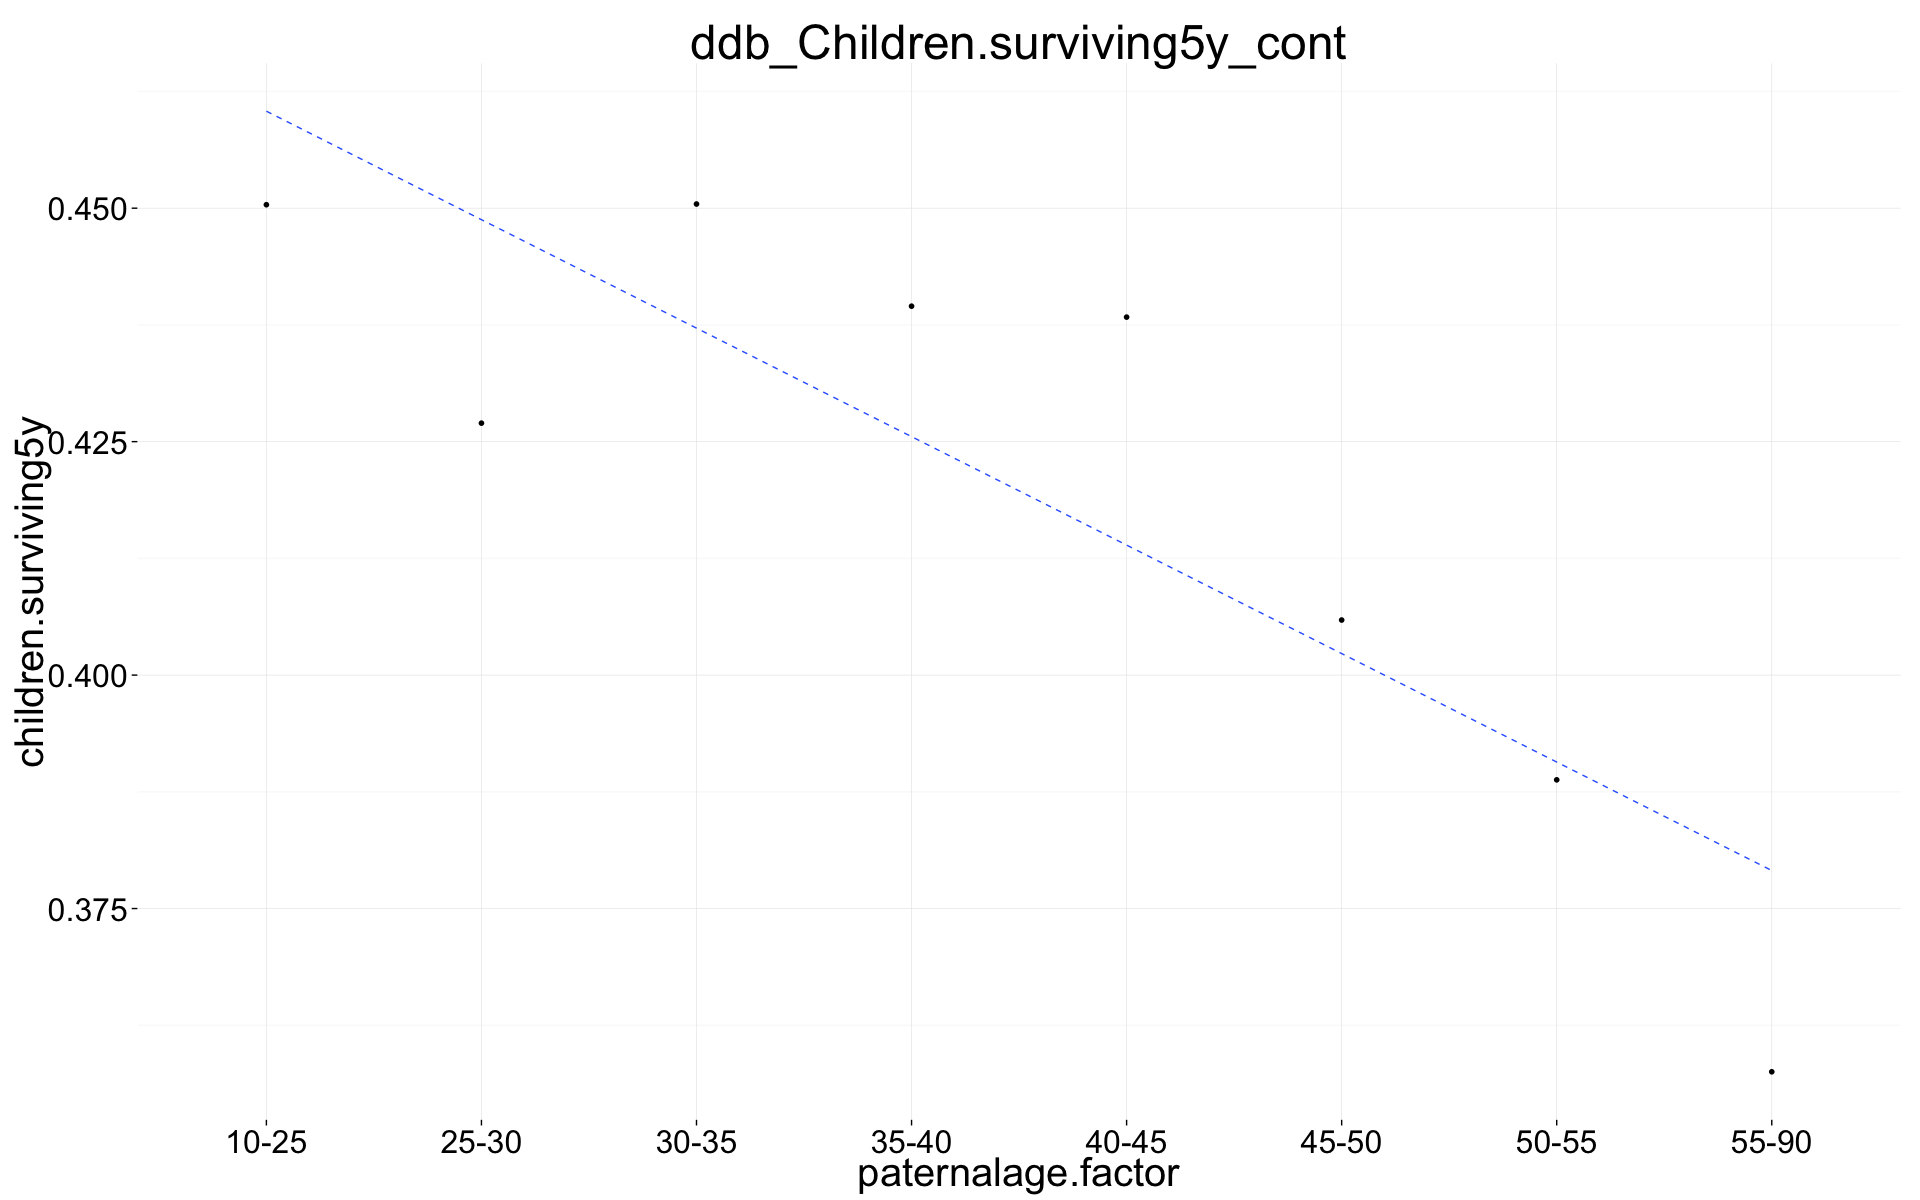 ddb_Children.surviving5y_cont
children.surviving5y
0.450
0.425
0.400
0.375
10-25 25-30 30-35 35-40 40-45 45-50 50-55 55-90
paternalage.factor